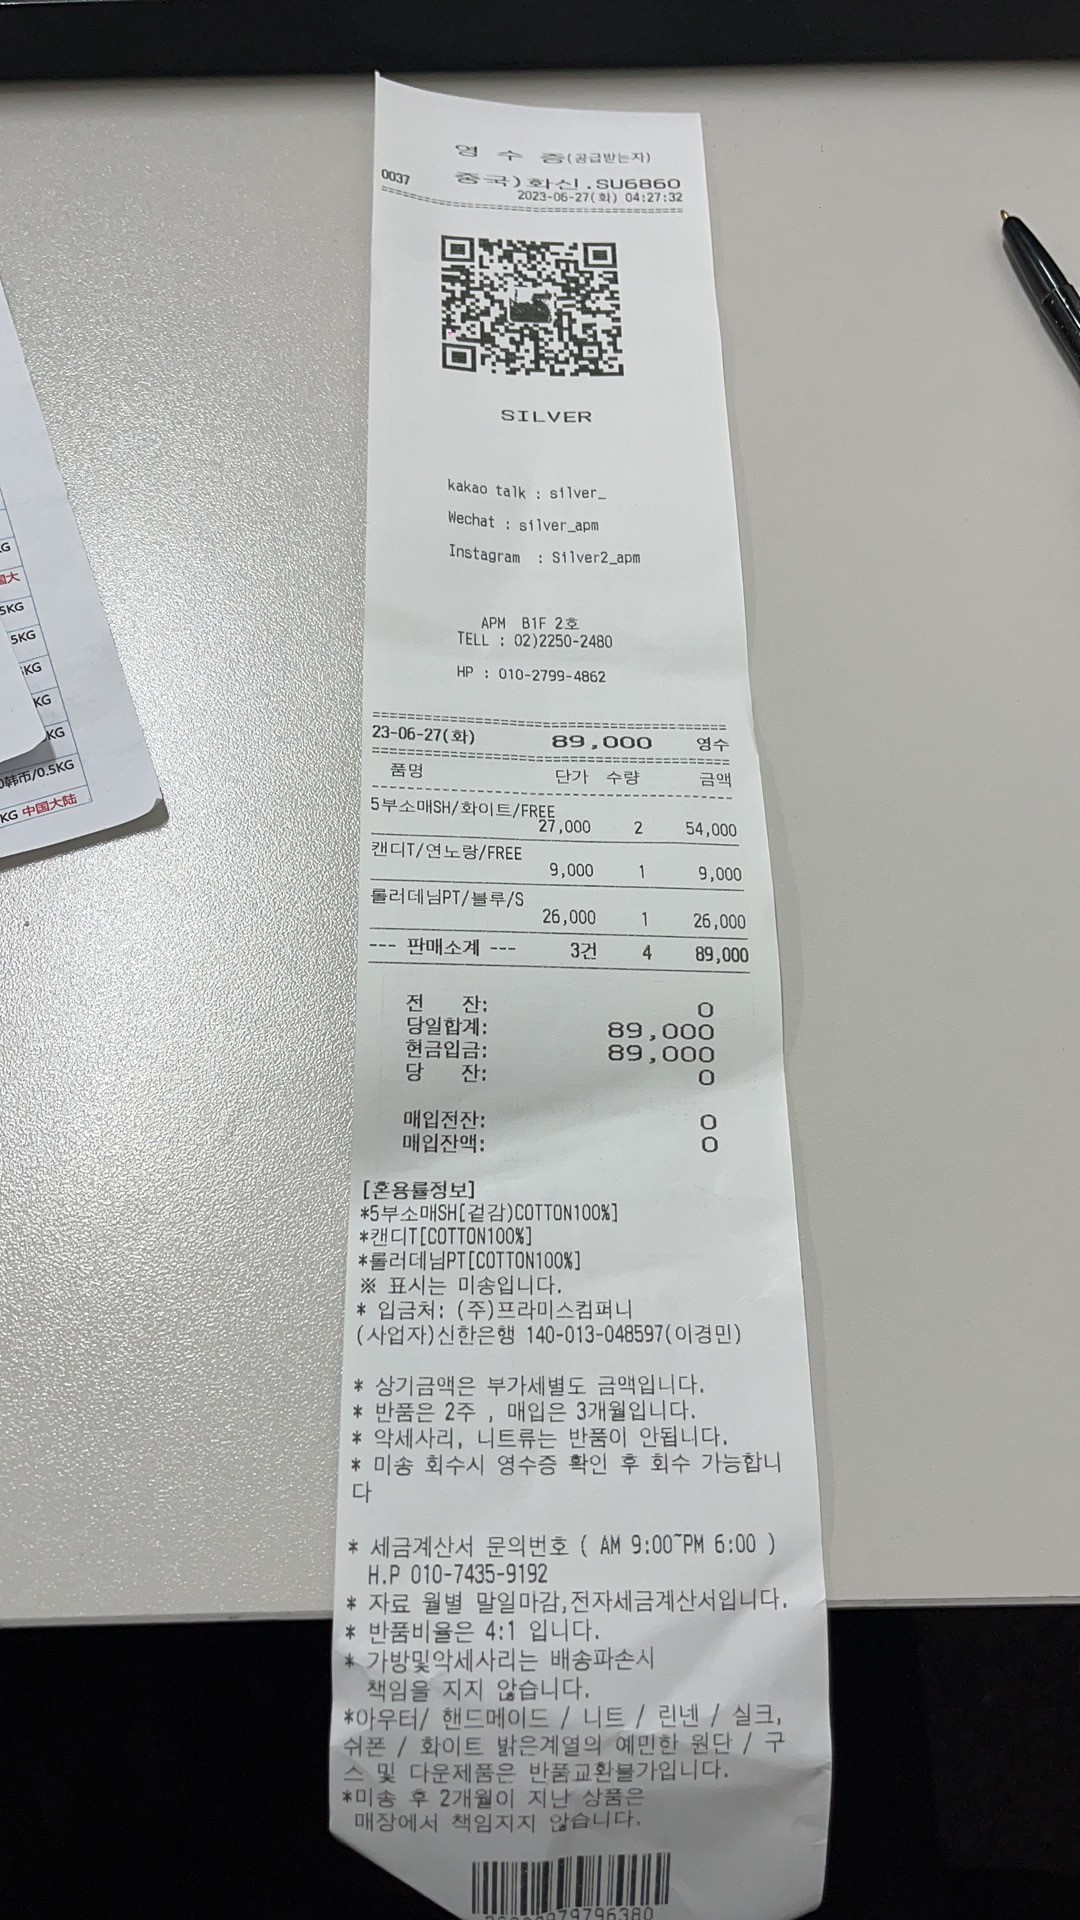 영 수 증(공급받는자)
0037 중국)화신.SU6860
2023-06-27(화) 04:27:32
SILVER
kakao talk : silver_
Wechat : silver_apm
Instagram : Silver2_apm
APM B1F 2호
TELL : 02)2250-2480
HP : 010-2799-4862
23-06-27(화) 89,000 영수
품명 단가 수량 금액
5부소매SH/화이트/FREE
27,000 2 54,000
캔디T/연노랑/FREE
9,000 1 9,000
롤러데님PT/블루/S
26,000 1 26,000
--- 판매소계 --- 3건 4 89,000
전 잔: 0
당일합계: 89,000
현금입금: 89,000
당 잔: 0
매입전잔: 0
매입잔액: 0
[혼용률정보]
*5부소매SH[겉감)COTTON100%]
*캔디T[COTTON100%]
*롤러데님PT[COTTON100%]
※ 표시는 미송입니다.
* 입금처: (주)프라미스컴퍼니
(사업자)신한은행 140-013-048597(이경민)
* 상기금액은 부가세별도 금액입니다.
* 반품은 2주 , 매입은 3개월입니다.
* 악세사리, 니트류는 반품이 안됩니다.
* 미송 회수시 영수증 확인 후 회수 가능합니
다
* 세금계산서 문의번호 ( AM 9:00~PM 6:00 )
H.P 010-7435-9192
* 자료 월별 말일마감,전자세금계산서입니다.
* 반품비율은 4:1 입니다.
* 가방및악세사리는 배송파손시
책임을 지지 않습니다.
*아우터/ 핸드메이드 / 니트 / 린넨 / 실크,
쉬폰 / 화이트 밝은계열의 예민한 원단 / 구
스 및 다운제품은 반품교환불가입니다.
*미송 후 2개월이 지난 상품은
매장에서 책임지지 않습니다.
KG
国大
5KG
5KG
KG
KG
KG
0韩币/0.5KG
KG 中国大陆